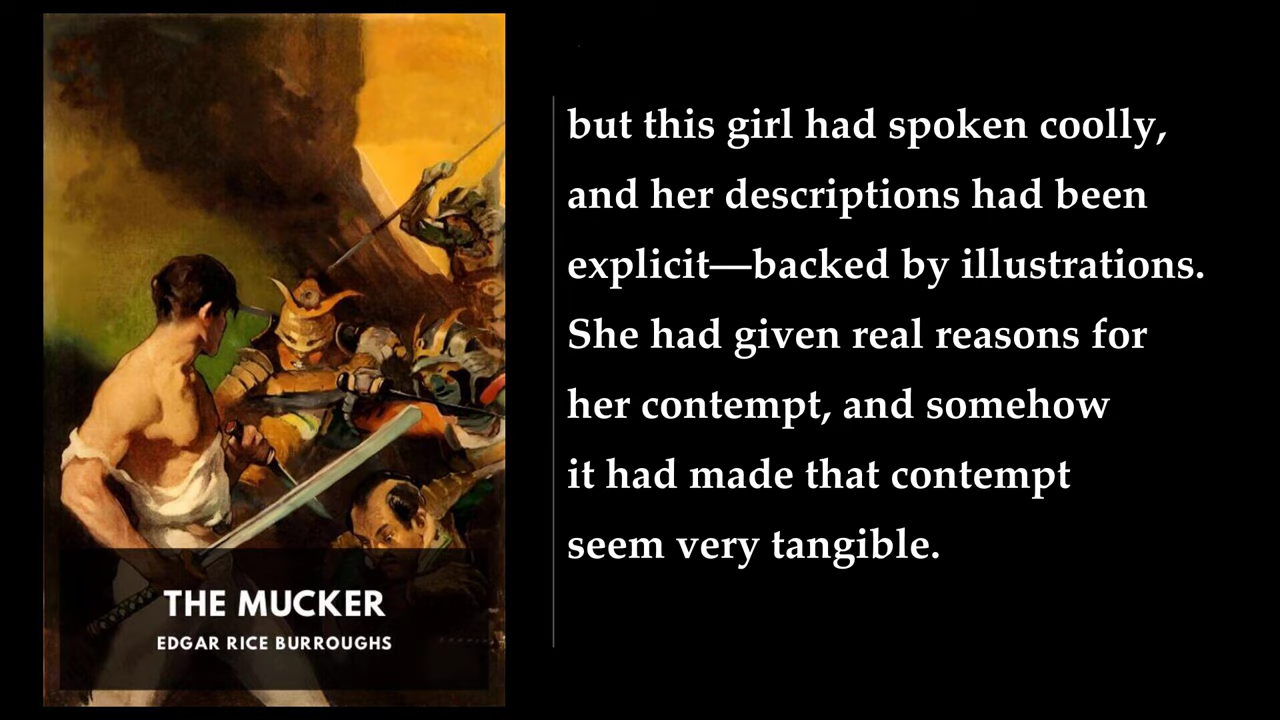 but this girl had spoken coolly,
and her descriptions had been
explicit—backed by illustrations.
She had given real reasons for
her contempt, and somehow
it had made that contempt
seem very tangible.
THE MUCKER
EDGAR RICE BURROUGHS